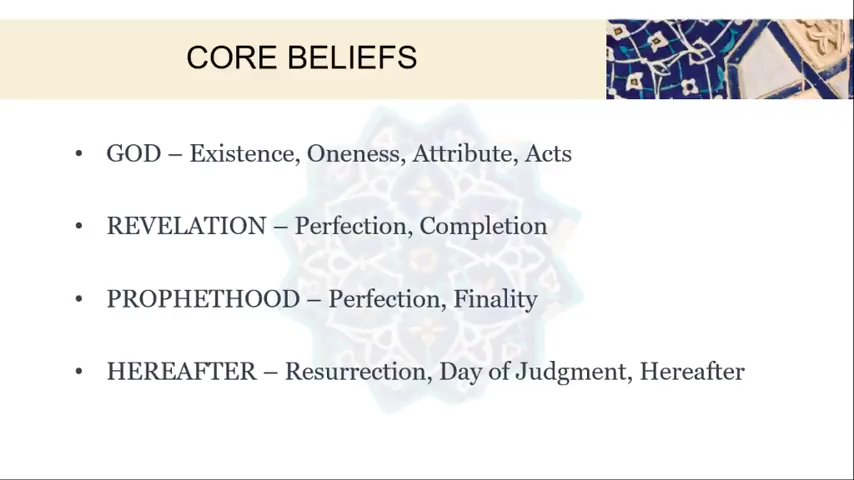 CORE BELIEFS
• GOD – Existence, Oneness, Attribute, Acts
• REVELATION – Perfection, Completion
• PROPHETHOOD – Perfection, Finality
• HEREAFTER – Resurrection, Day of Judgment, Hereafter